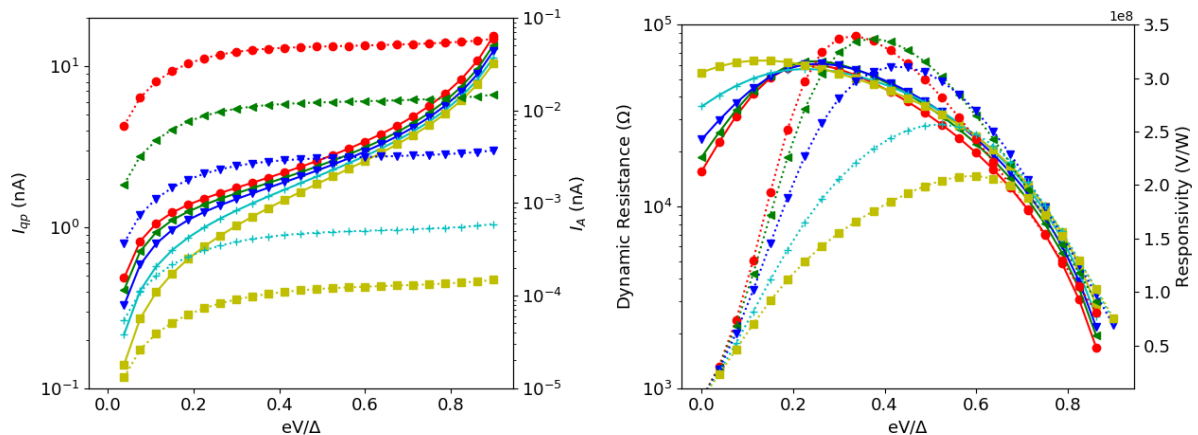 10⁻¹
10⁰
10¹
I_qp (nA)
0.0 0.2 0.4 0.6 0.8
eV/Δ
10⁻⁵
10⁻⁴
10⁻³
10⁻²
10⁻¹
I_A (nA)
10³
10⁴
10⁵
Dynamic Resistance (Ω)
0.0 0.2 0.4 0.6 0.8
eV/Δ
1e8
3.5
3.0
2.5
2.0
1.5
1.0
0.5
Responsivity (V/W)